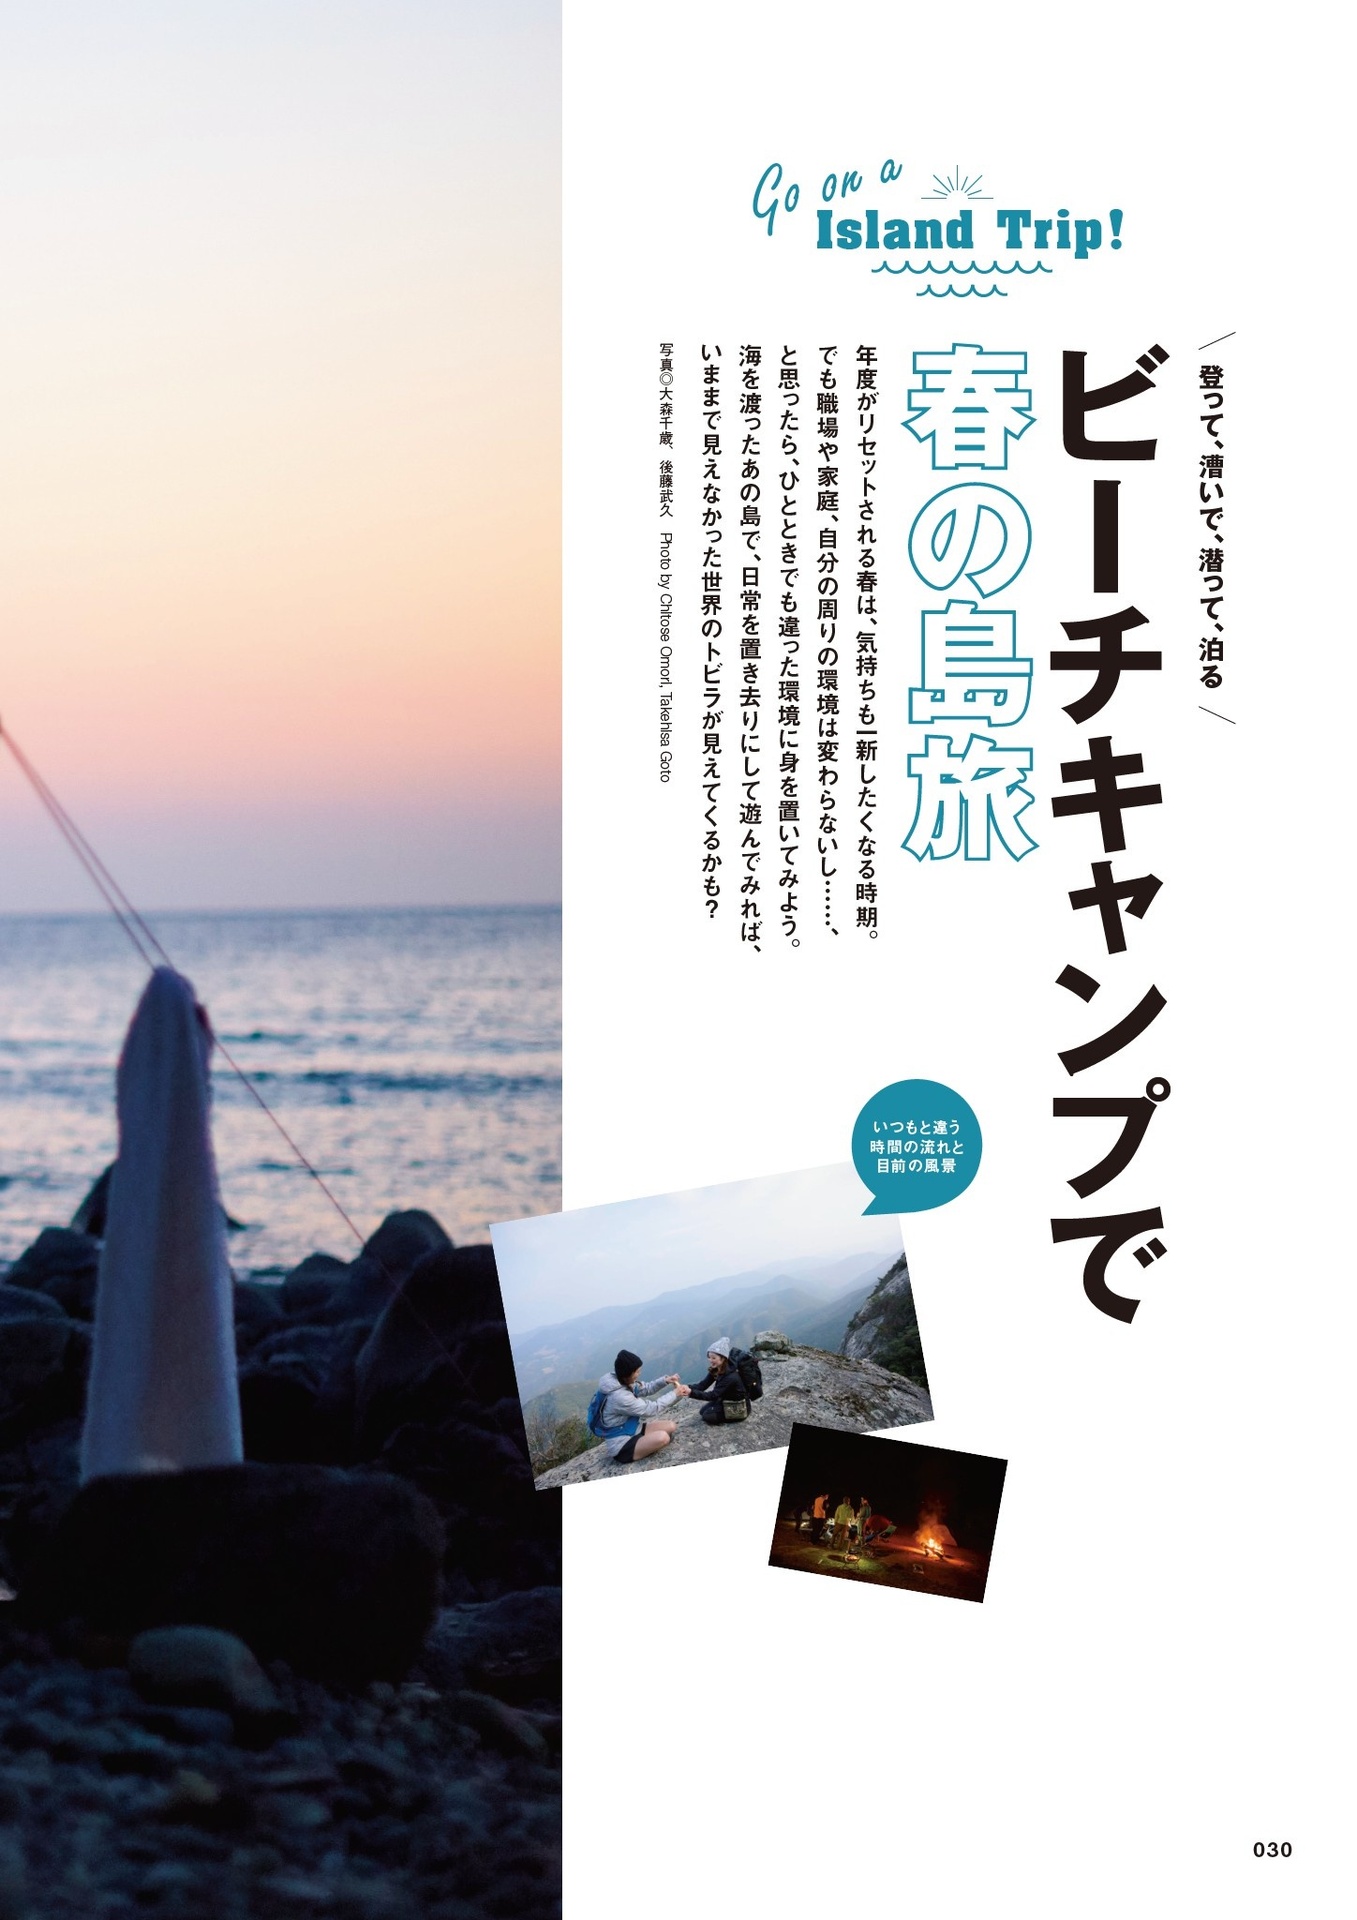 Go on a
Island Trip!
登って、漕いで、潜って、泊る
ビーチキャンプで
春の島旅
年度がリセットされる春は、気持ちも一新したくなる時期。
でも職場や家庭、自分の周りの環境は変わらないし……、
と思ったら、ひとときでも違った環境に身を置いてみよう。
海を渡ったあの島で、日常を置き去りにして遊んでみれば、
いままで見えなかった世界のトビラが見えてくるかも?
写真◎大森千歳、後藤武久 Photo by Chitose Omori, Takehisa Goto
いつもと違う
時間の流れと
目前の風景
030